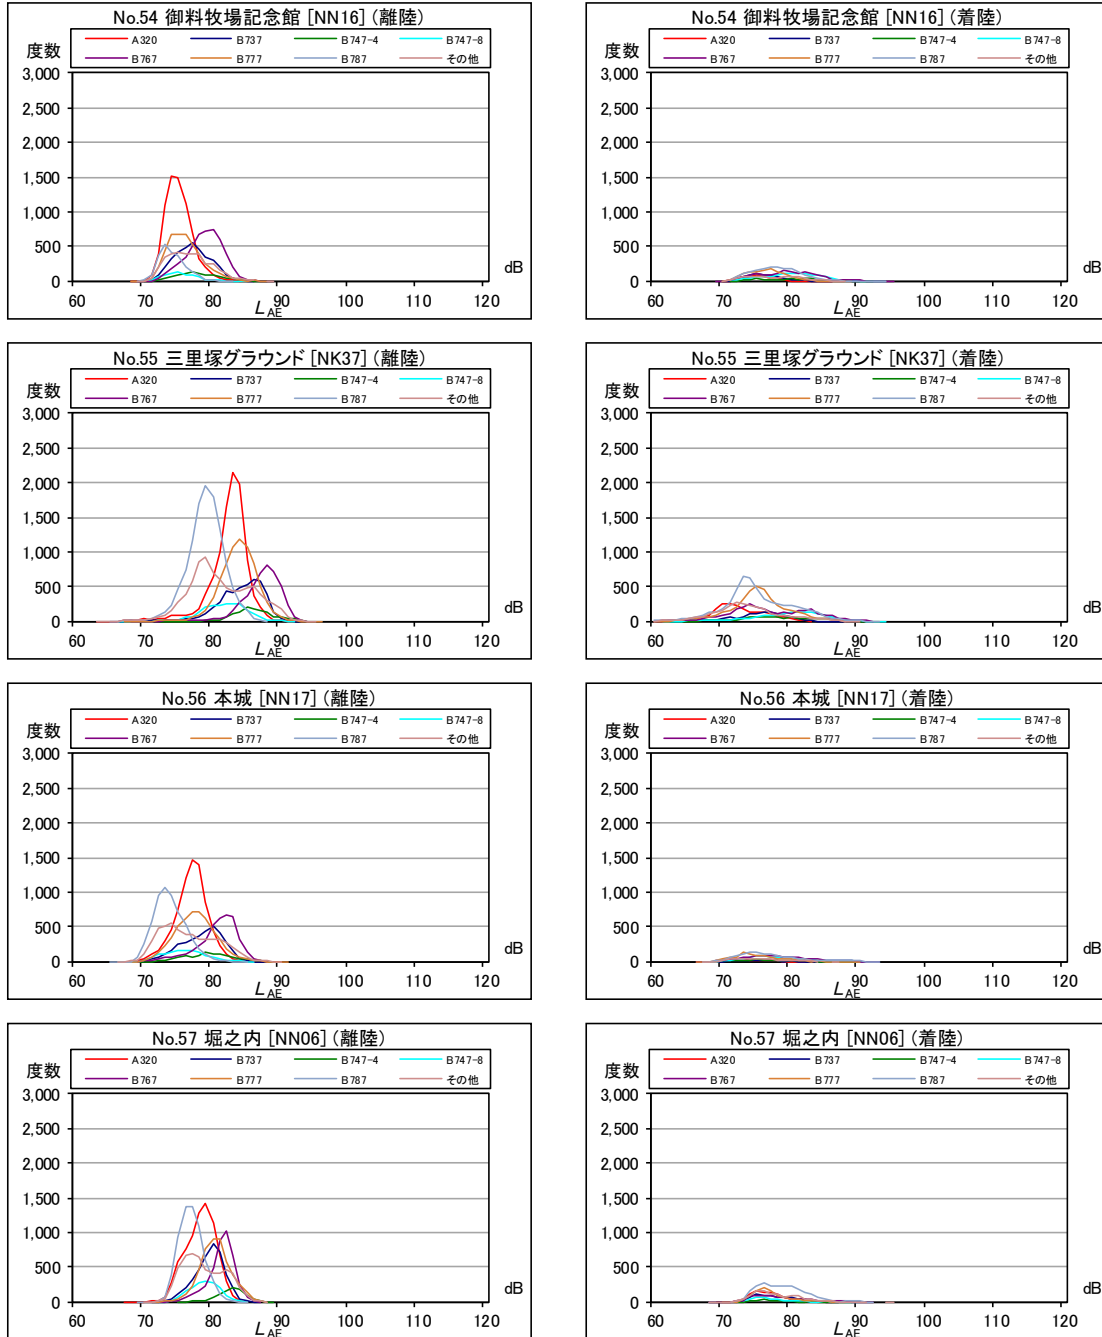 No.54 御料牧場記念館 [NN16] (離陸)
度数
A320 B737 B747-4 B747-8
B767 B777 B787 その他
3,000
2,500
2,000
1,500
1,000
500
0
dB
60 70 80 90 100 110 120
LAE
No.54 御料牧場記念館 [NN16] (着陸)
度数
A320 B737 B747-4 B747-8
B767 B777 B787 その他
3,000
2,500
2,000
1,500
1,000
500
0
dB
60 70 80 90 100 110 120
LAE
No.55 三里塚グラウンド [NK37] (離陸)
度数
A320 B737 B747-4 B747-8
B767 B777 B787 その他
3,000
2,500
2,000
1,500
1,000
500
0
dB
60 70 80 90 100 110 120
LAE
No.55 三里塚グラウンド [NK37] (着陸)
度数
A320 B737 B747-4 B747-8
B767 B777 B787 その他
3,000
2,500
2,000
1,500
1,000
500
0
dB
60 70 80 90 100 110 120
LAE
No.56 本城 [NN17] (離陸)
度数
A320 B737 B747-4 B747-8
B767 B777 B787 その他
3,000
2,500
2,000
1,500
1,000
500
0
dB
60 70 80 90 100 110 120
LAE
No.56 本城 [NN17] (着陸)
度数
A320 B737 B747-4 B747-8
B767 B777 B787 その他
3,000
2,500
2,000
1,500
1,000
500
0
dB
60 70 80 90 100 110 120
LAE
No.57 堀之内 [NN06] (離陸)
度数
A320 B737 B747-4 B747-8
B767 B777 B787 その他
3,000
2,500
2,000
1,500
1,000
500
0
dB
60 70 80 90 100 110 120
LAE
No.57 堀之内 [NN06] (着陸)
度数
A320 B737 B747-4 B747-8
B767 B777 B787 その他
3,000
2,500
2,000
1,500
1,000
500
0
dB
60 70 80 90 100 110 120
LAE